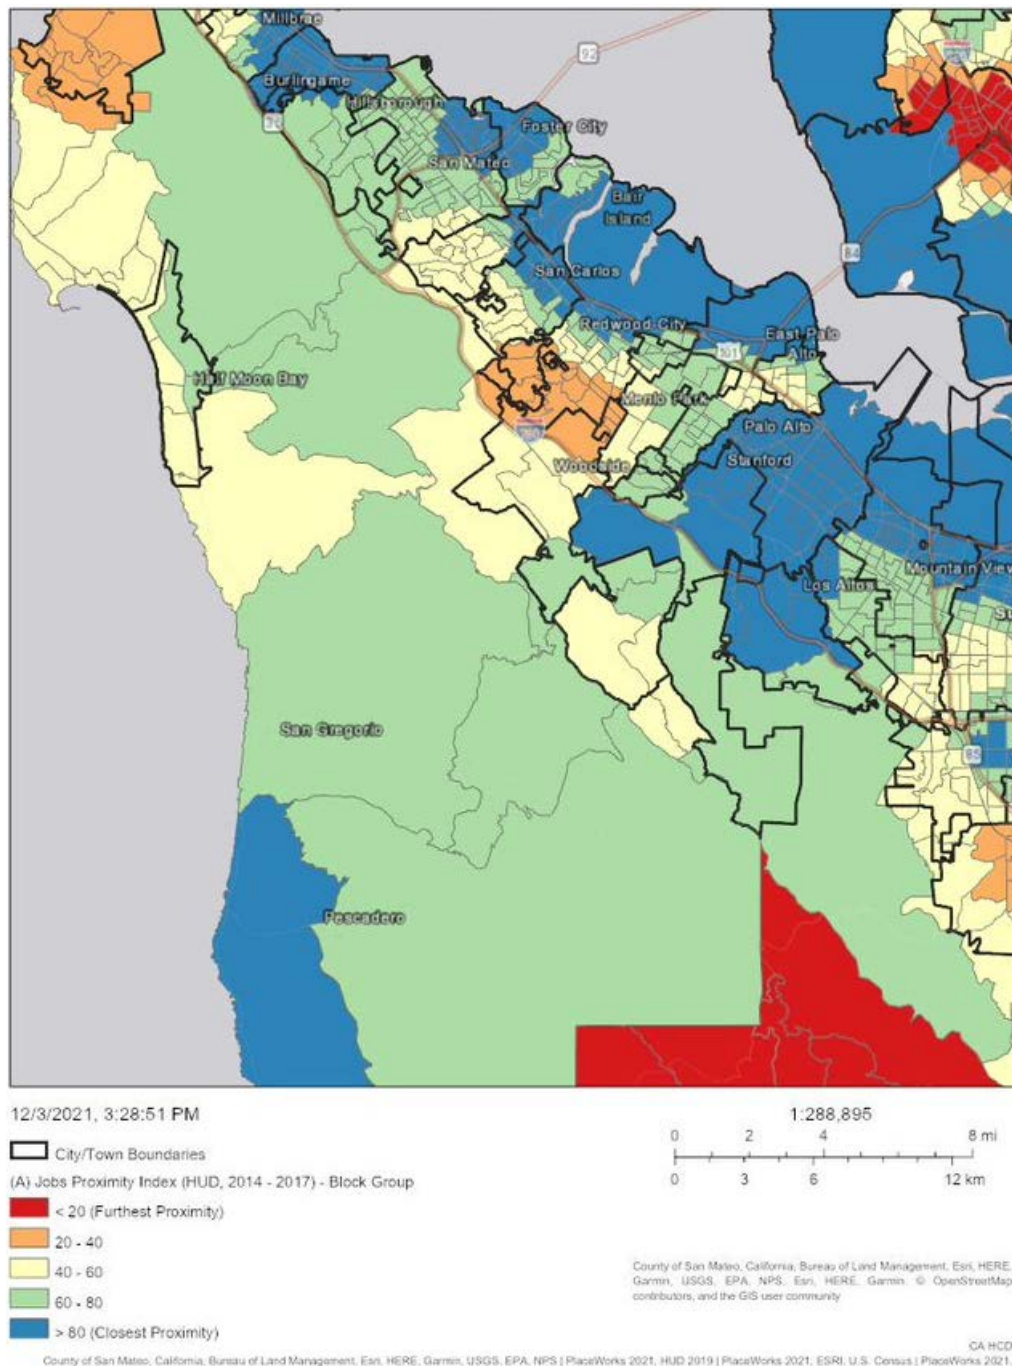 Millbrae
92
Burlingame
Hillsborough
Foster City
San Mateo
Bair
Island
84
San Carlos
Redwood City
East Palo
Alto
101
Half Moon Bay
Menlo Park
Palo Alto
Woodside
Stanford
Mountain View
Los Altos
San Gregorio
85
Pescadero
12/3/2021, 3:28:51 PM
1:288,895
0 2 4 8 mi
0 3 6 12 km
City/Town Boundaries
(A) Jobs Proximity Index (HUD, 2014 - 2017) - Block Group
< 20 (Furthest Proximity)
20 - 40
40 - 60
60 - 80
> 80 (Closest Proximity)
County of San Mateo, California, Bureau of Land Management, Esri, HERE,
Garmin, USGS, EPA, NPS, Esri, HERE, Garmin, © OpenStreetMap
contributors, and the GIS user community
CA HCD
County of San Mateo, California, Bureau of Land Management, Esri, HERE, Garmin, USGS, EPA, NPS | PlaceWorks 2021, HUD 2019 | PlaceWorks 2021, ESRI, U.S. Census | PlaceWorks 2021,